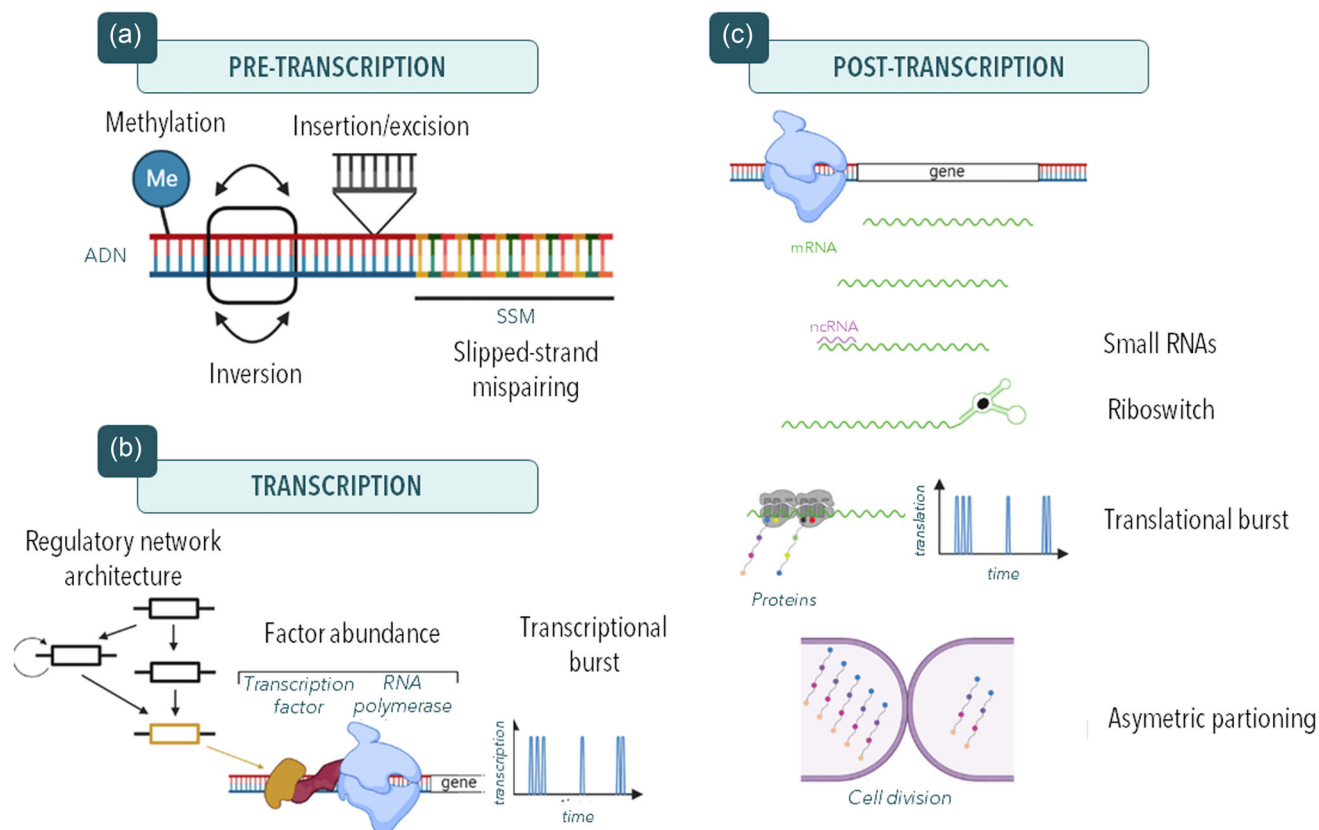 (a)
PRE-TRANSCRIPTION
Methylation
Insertion/excision
Me
ADN
SSM
Slipped-strand
mispairing
Inversion
(b)
TRANSCRIPTION
Regulatory network
architecture
Factor abundance
Transcription
factor
RNA
polymerase
Transcriptional
burst
gene
transcription
time
(c)
POST-TRANSCRIPTION
gene
mRNA
ncRNA
Small RNAs
Riboswitch
Proteins
translation
time
Translational burst
Cell division
Asymetric partioning